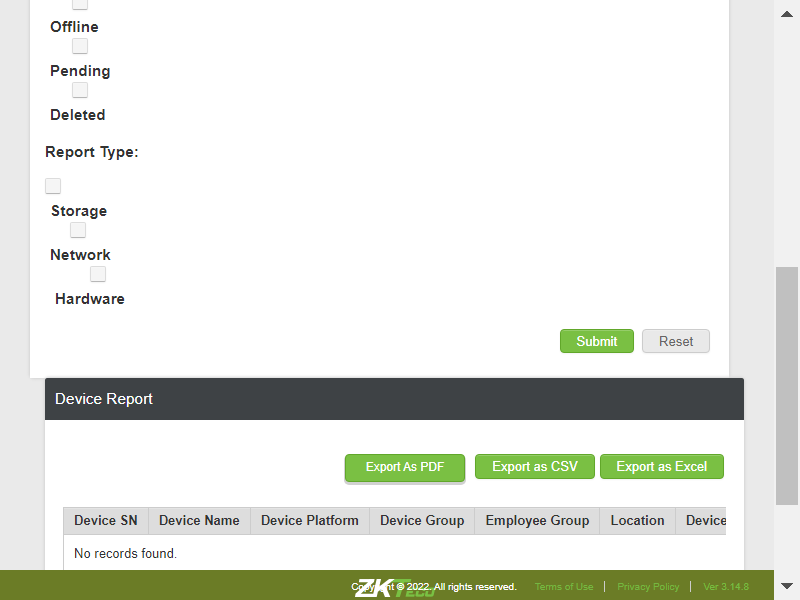 Offline
Pending
Deleted
Report Type:
Storage
Network
Hardware
Submit Reset
Device Report
Export As PDF Export as CSV Export as Excel
Device SN Device Name Device Platform Device Group Employee Group Location Device
No records found.
Copyright © 2022. All rights reserved. Terms of Use | Privacy Policy | Ver 3.14.8
ZKTeco